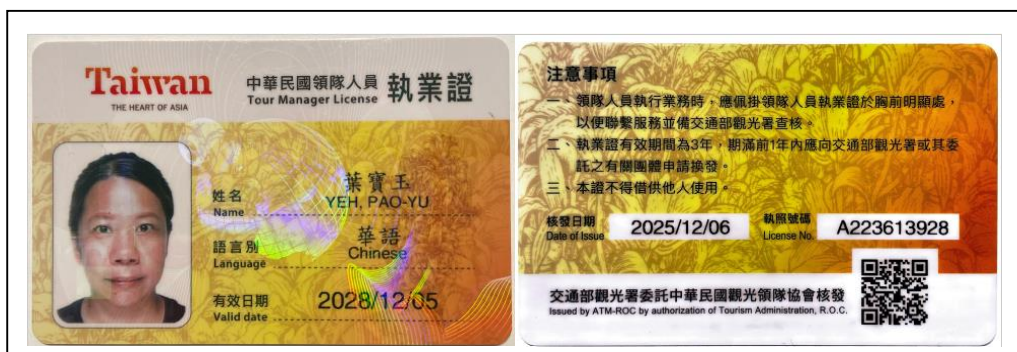 Taiwan
THE HEART OF ASIA
中華民國領隊人員
Tour Manager License
執業證
姓名
Name
葉寶玉
YEH, PAO-YU
語言別
Language
華語
Chinese
有效日期
Valid date
2028/12/05
注意事項
一、領隊人員執行業務時，應佩掛領隊人員執業證於胸前明顯處，
以便聯繫服務並備交通部觀光署查核。
二、執業證有效期間為3年，期滿前1年內應向交通部觀光署或其委
託之有關團體申請換發。
三、本證不得借供他人使用。
核發日期
Date of Issue
2025/12/06
執照號碼
License No.
A223613928
交通部觀光署委託中華民國觀光領隊協會核發
Issued by ATM-ROC by authorization of Tourism Administration, R.O.C.